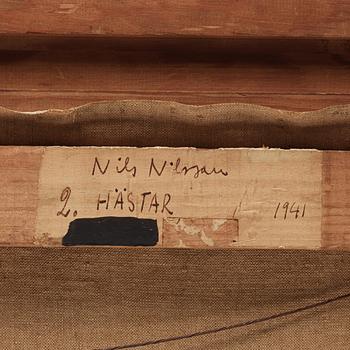 Nils Nilsson
2. HÄSTAR 1941